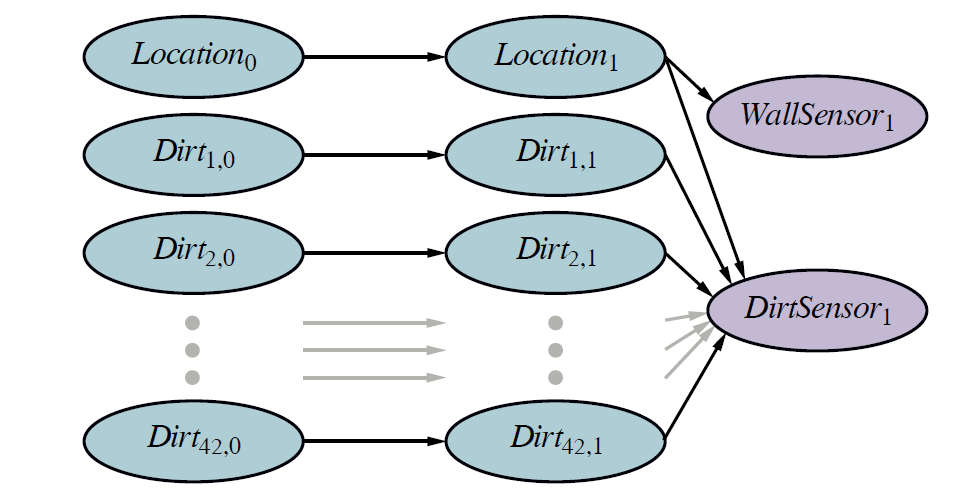 Location0 Location1
WallSensor1
Dirt1,0 Dirt1,1
Dirt2,0 Dirt2,1
DirtSensor1
Dirt42,0 Dirt42,1